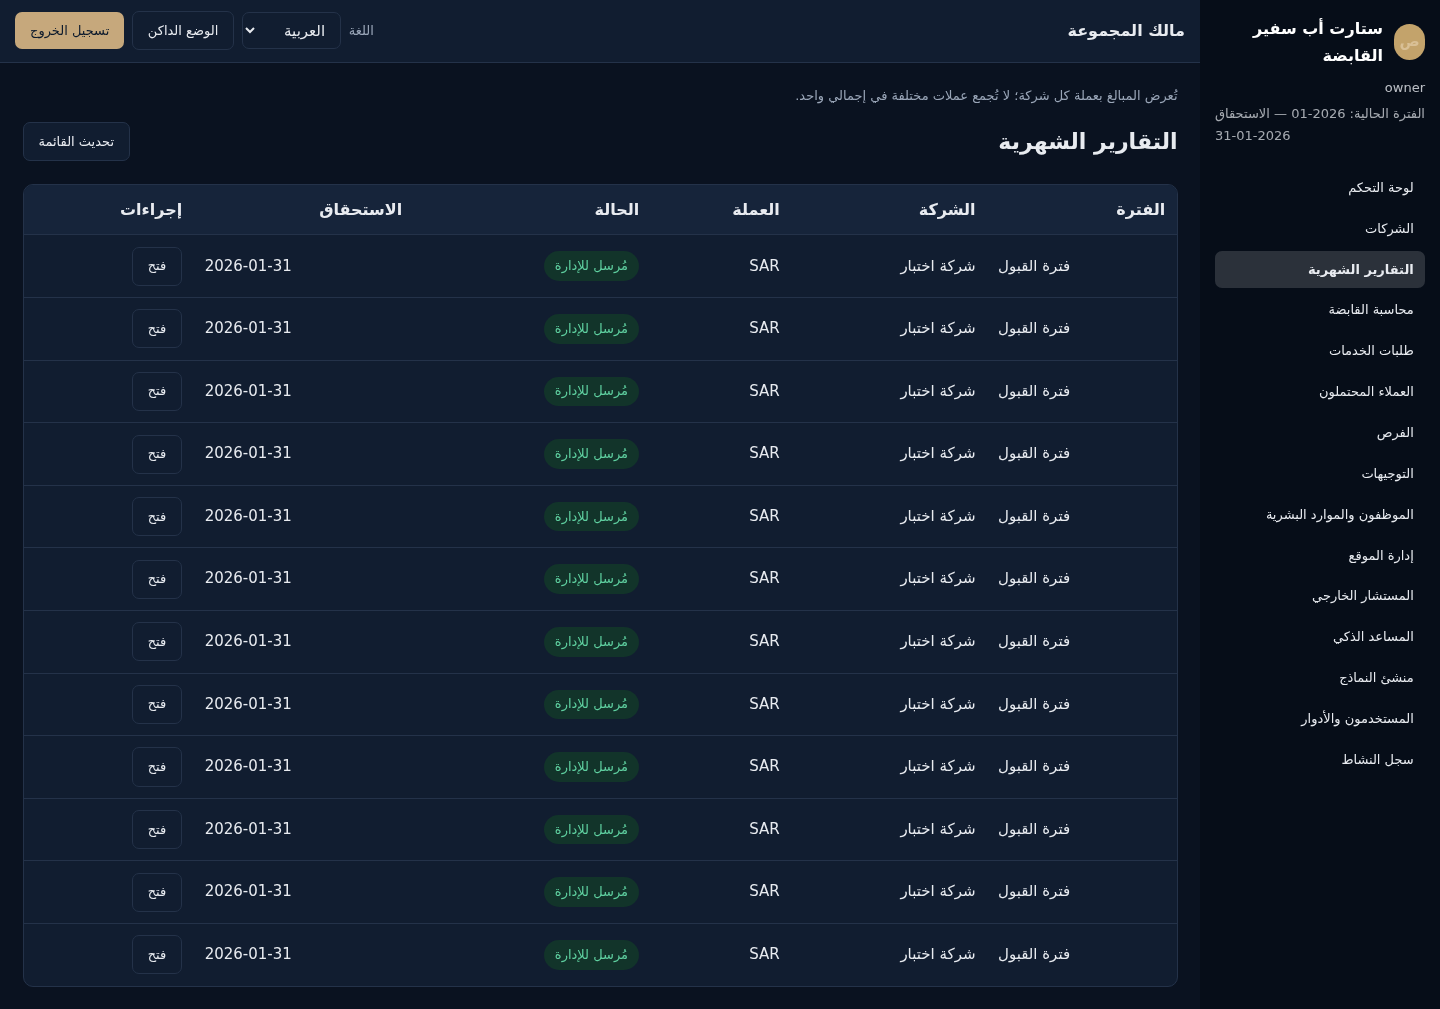 ص
ستارت أب سفير
القابضة
owner
الفترة الحالية: 2026-01 — الاستحقاق
2026-01-31
لوحة التحكم
الشركات
التقارير الشهرية
محاسبة القابضة
طلبات الخدمات
العملاء المحتملون
الفرص
التوجيهات
الموظفون والموارد البشرية
إدارة الموقع
المستشار الخارجي
المساعد الذكي
منشئ النماذج
المستخدمون والأدوار
سجل النشاط
مالك المجموعة اللغة العربية الوضع الداكن تسجيل الخروج
تُعرض المبالغ بعملة كل شركة؛ لا تُجمع عملات مختلفة في إجمالي واحد.
التقارير الشهرية تحديث القائمة
الفترة الشركة العملة الحالة الاستحقاق إجراءات
فترة القبول شركة اختبار SAR مُرسل للإدارة 2026-01-31 فتح
فترة القبول شركة اختبار SAR مُرسل للإدارة 2026-01-31 فتح
فترة القبول شركة اختبار SAR مُرسل للإدارة 2026-01-31 فتح
فترة القبول شركة اختبار SAR مُرسل للإدارة 2026-01-31 فتح
فترة القبول شركة اختبار SAR مُرسل للإدارة 2026-01-31 فتح
فترة القبول شركة اختبار SAR مُرسل للإدارة 2026-01-31 فتح
فترة القبول شركة اختبار SAR مُرسل للإدارة 2026-01-31 فتح
فترة القبول شركة اختبار SAR مُرسل للإدارة 2026-01-31 فتح
فترة القبول شركة اختبار SAR مُرسل للإدارة 2026-01-31 فتح
فترة القبول شركة اختبار SAR مُرسل للإدارة 2026-01-31 فتح
فترة القبول شركة اختبار SAR مُرسل للإدارة 2026-01-31 فتح
فترة القبول شركة اختبار SAR مُرسل للإدارة 2026-01-31 فتح